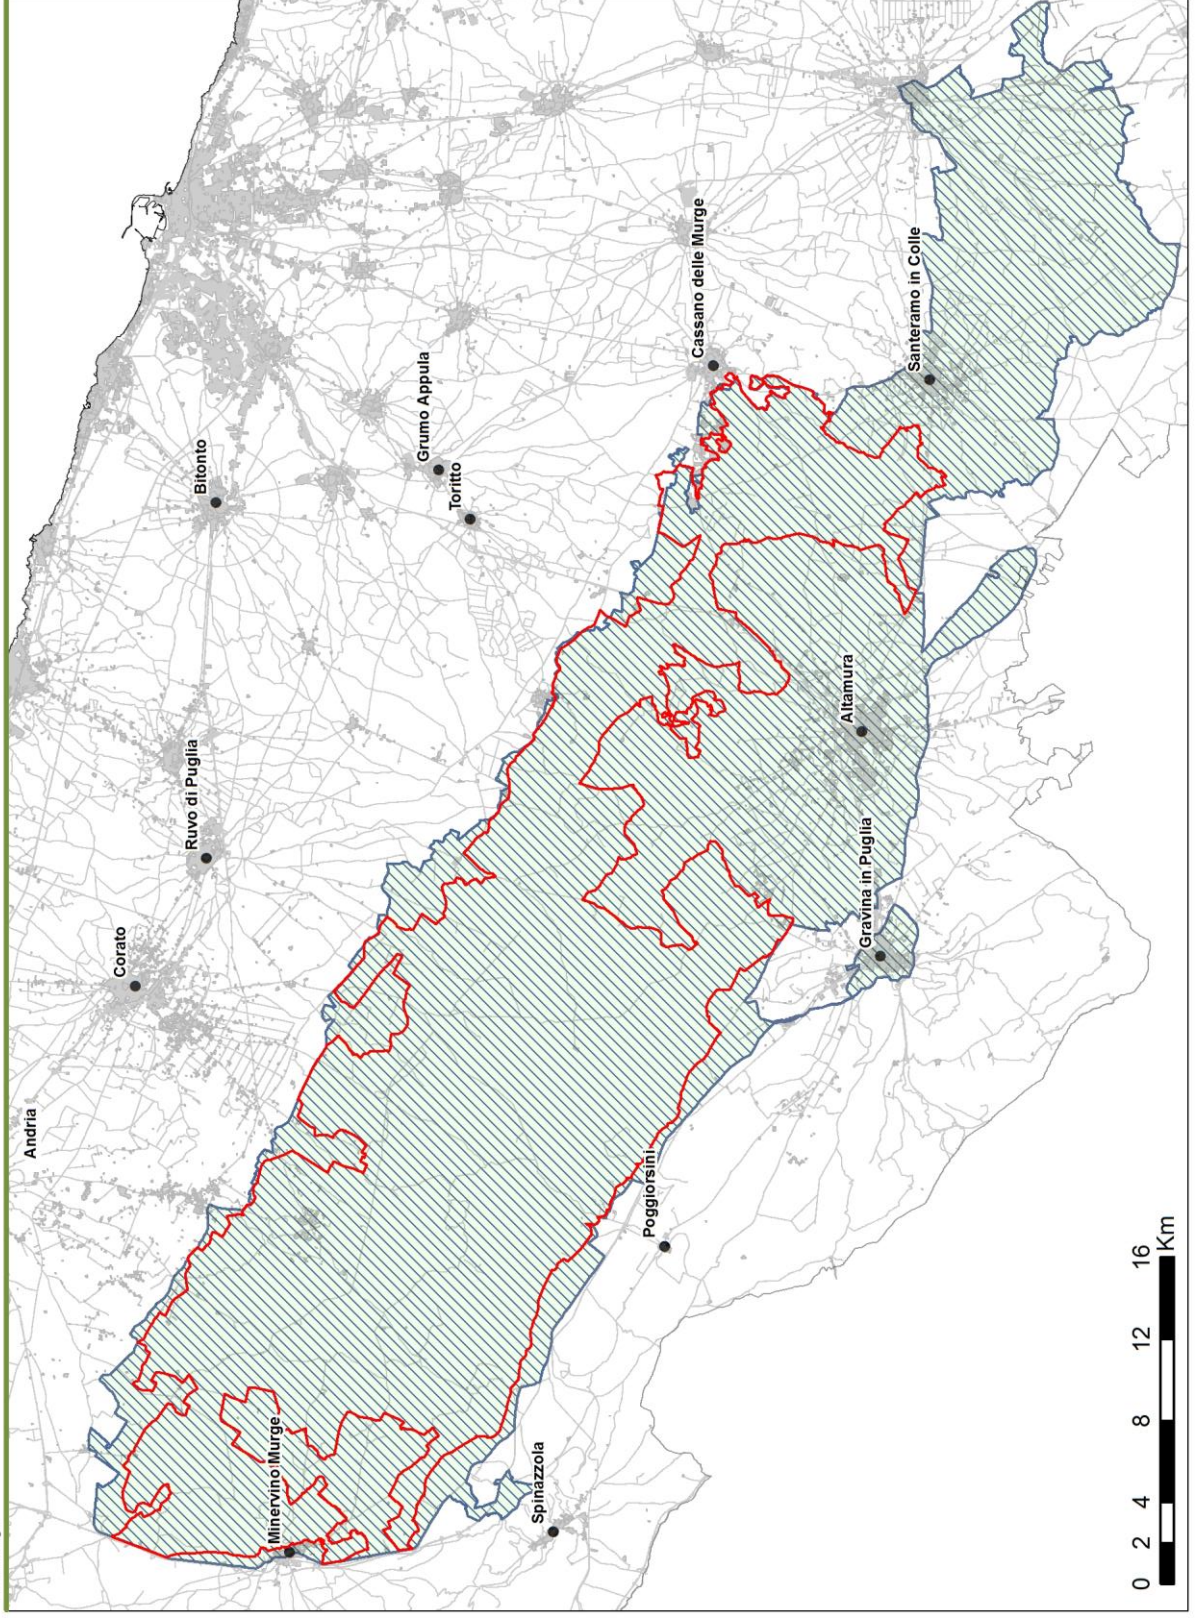 Andria
Corato
Ruvo di Puglia
Bitonto
Grumo Appula
Toritto
Cassano delle Murge
Santeramo in Colle
Altamura
Gravina in Puglia
Poggiorsini
Spinazzola
Minervino Murge
0 2 4 8 12 16
Km